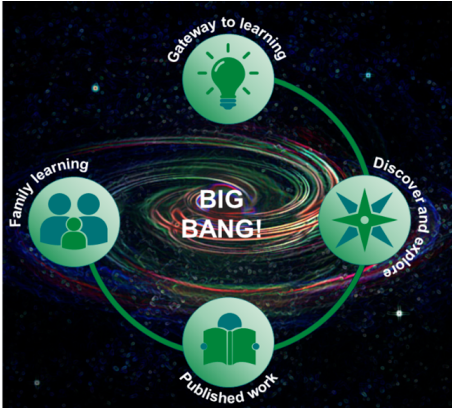 Gateway to learning
Family learning
BIG
BANG!
Discover and explore
Published work